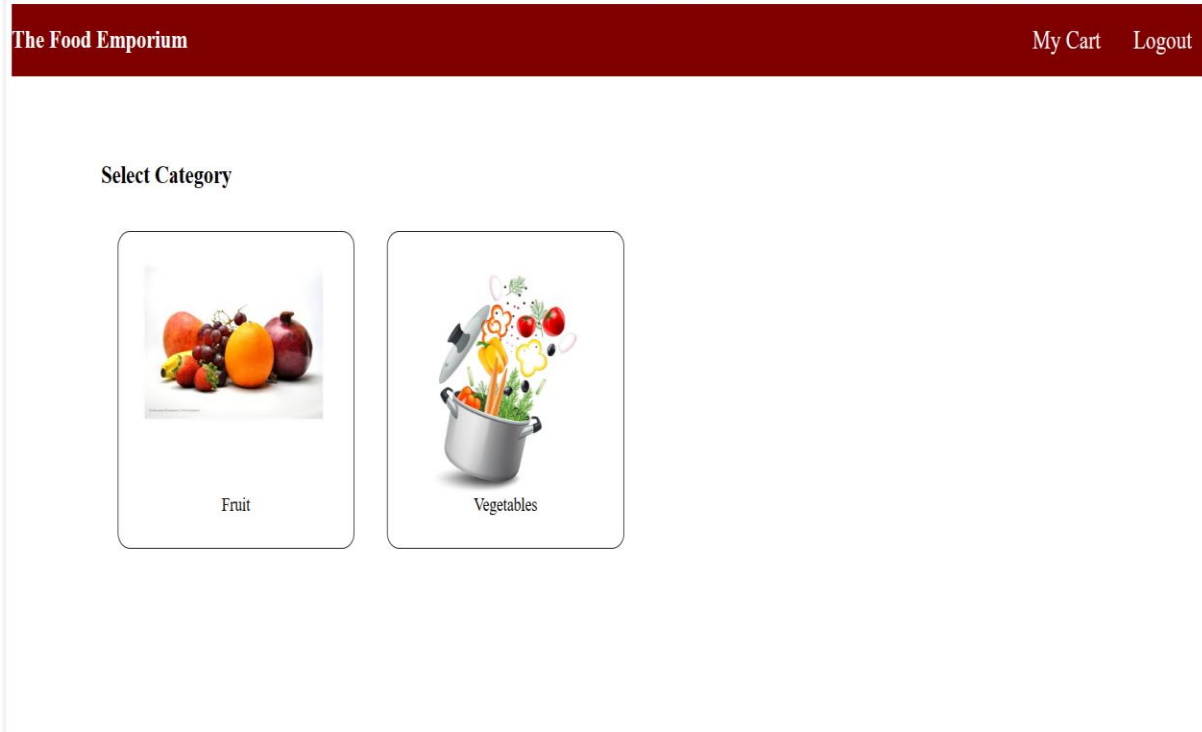 The Food Emporium
My Cart
Logout
Select Category
Fruit
Vegetables